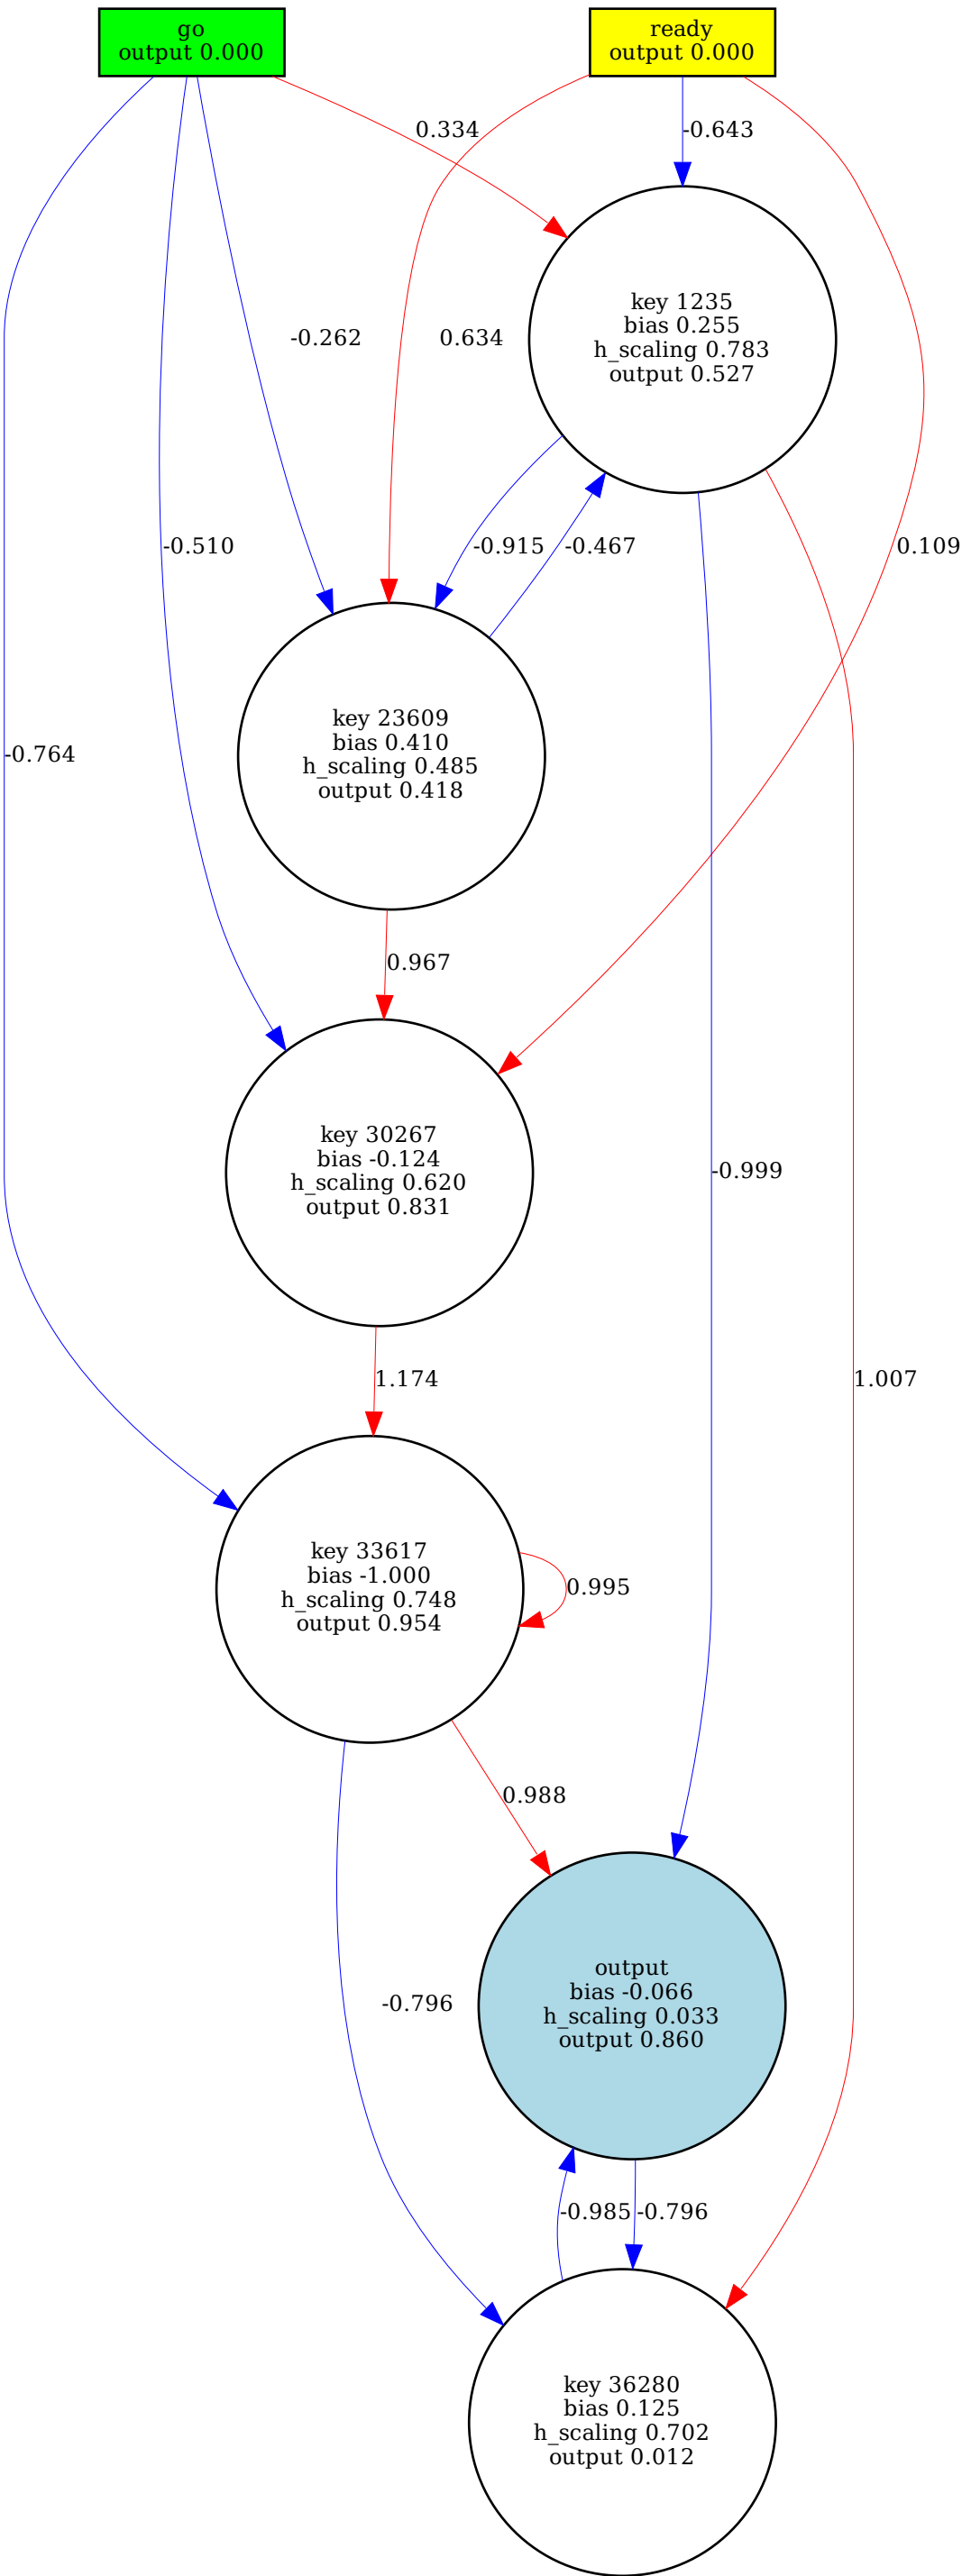 go
output 0.000
ready
output 0.000
0.334
-0.643
key 1235
bias 0.255
h_scaling 0.783
output 0.527
-0.262
0.634
-0.510
-0.915
-0.467
0.109
key 23609
bias 0.410
h_scaling 0.485
output 0.418
-0.764
0.967
key 30267
bias -0.124
h_scaling 0.620
output 0.831
-0.999
1.174
1.007
key 33617
bias -1.000
h_scaling 0.748
output 0.954
0.995
0.988
output
bias -0.066
h_scaling 0.033
output 0.860
-0.796
-0.985
-0.796
key 36280
bias 0.125
h_scaling 0.702
output 0.012